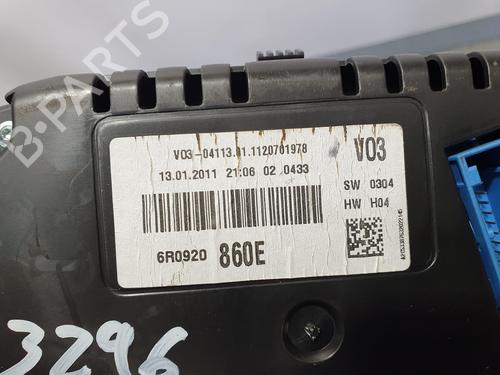 B-PARTS
V03-04113.01.1120701978
V03
13.01.2011 21:06 02 0433
SW 0304
HW H04
6R0920 860E
3296